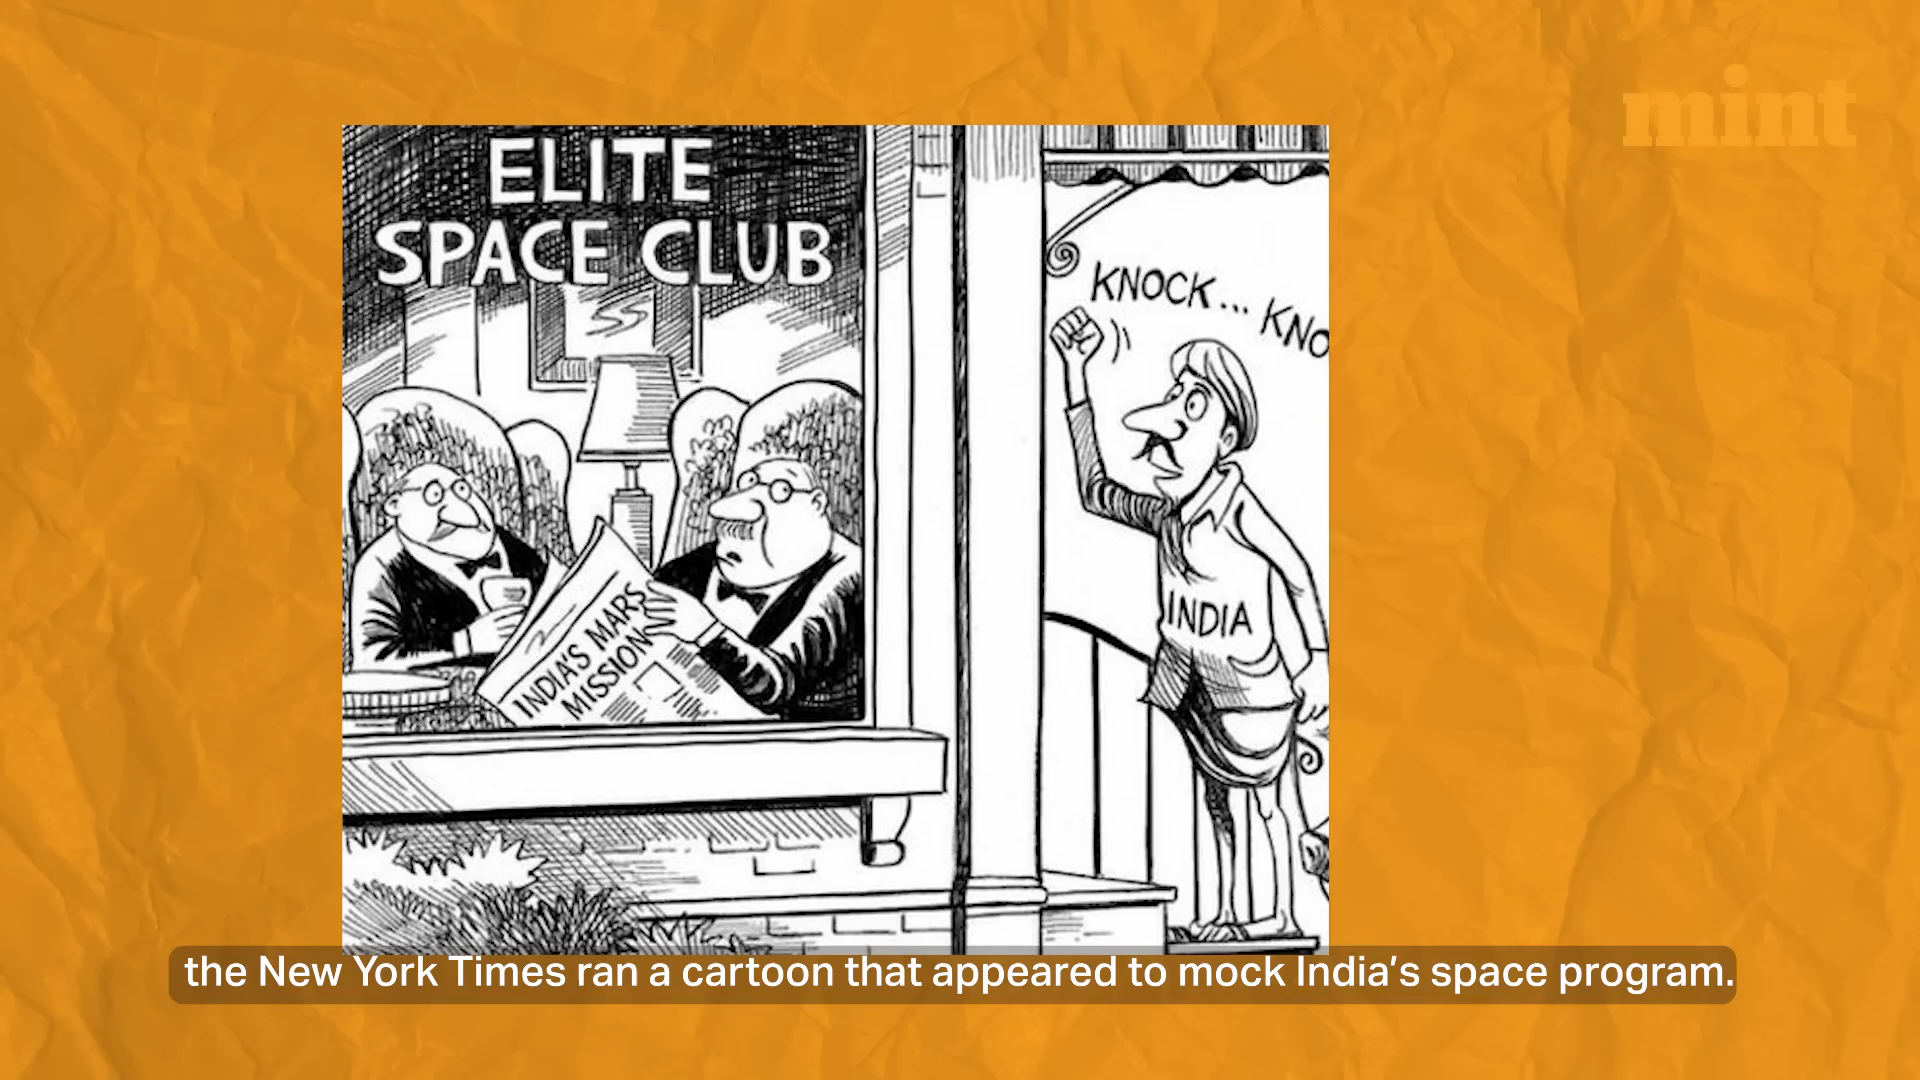 mint
ELITE
SPACE CLUB
KNOCK... KNO
INDIA'S MARS
MISSION
INDIA
the New York Times ran a cartoon that appeared to mock India's space program.